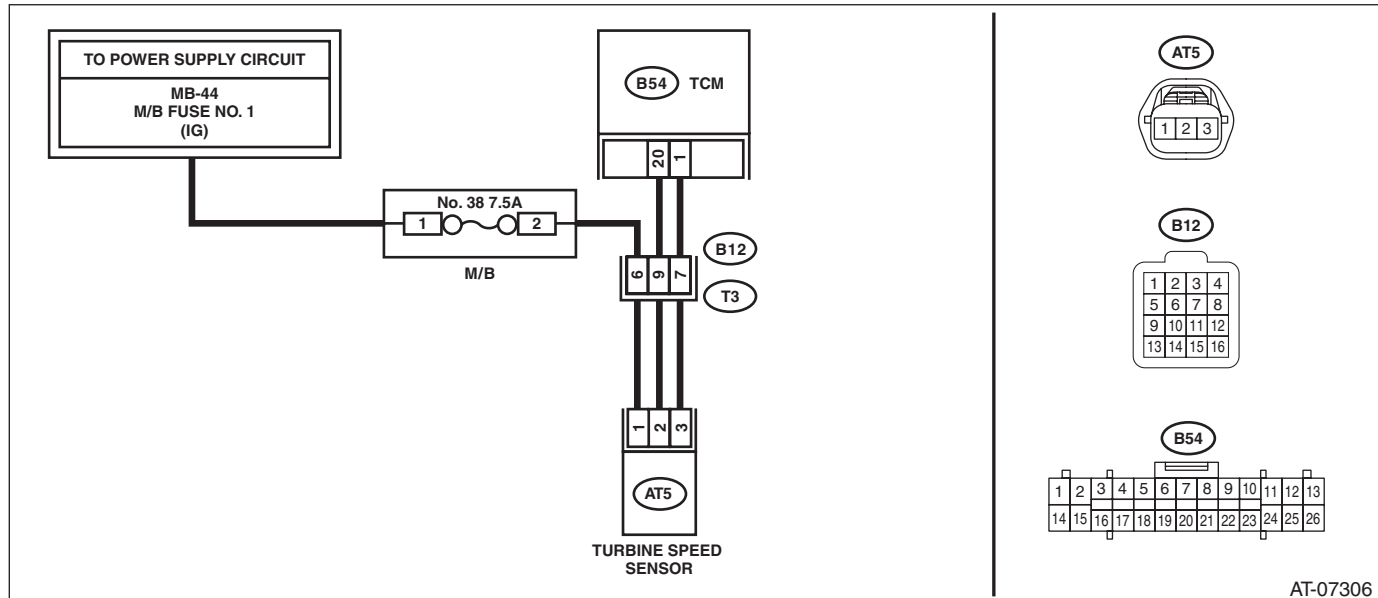 TO POWER SUPPLY CIRCUIT
MB-44
M/B FUSE NO. 1
(IG)
B54 TCM
20 1
No. 38 7.5A
1 2
M/B
B12
6 9 7
T3
1 2 3
AT5
TURBINE SPEED
SENSOR
AT5
1 2 3
B12
1 2 3 4
5 6 7 8
9 10 11 12
13 14 15 16
B54
1 2 3 4 5 6 7 8 9 10 11 12 13
14 15 16 17 18 19 20 21 22 23 24 25 26
AT-07306